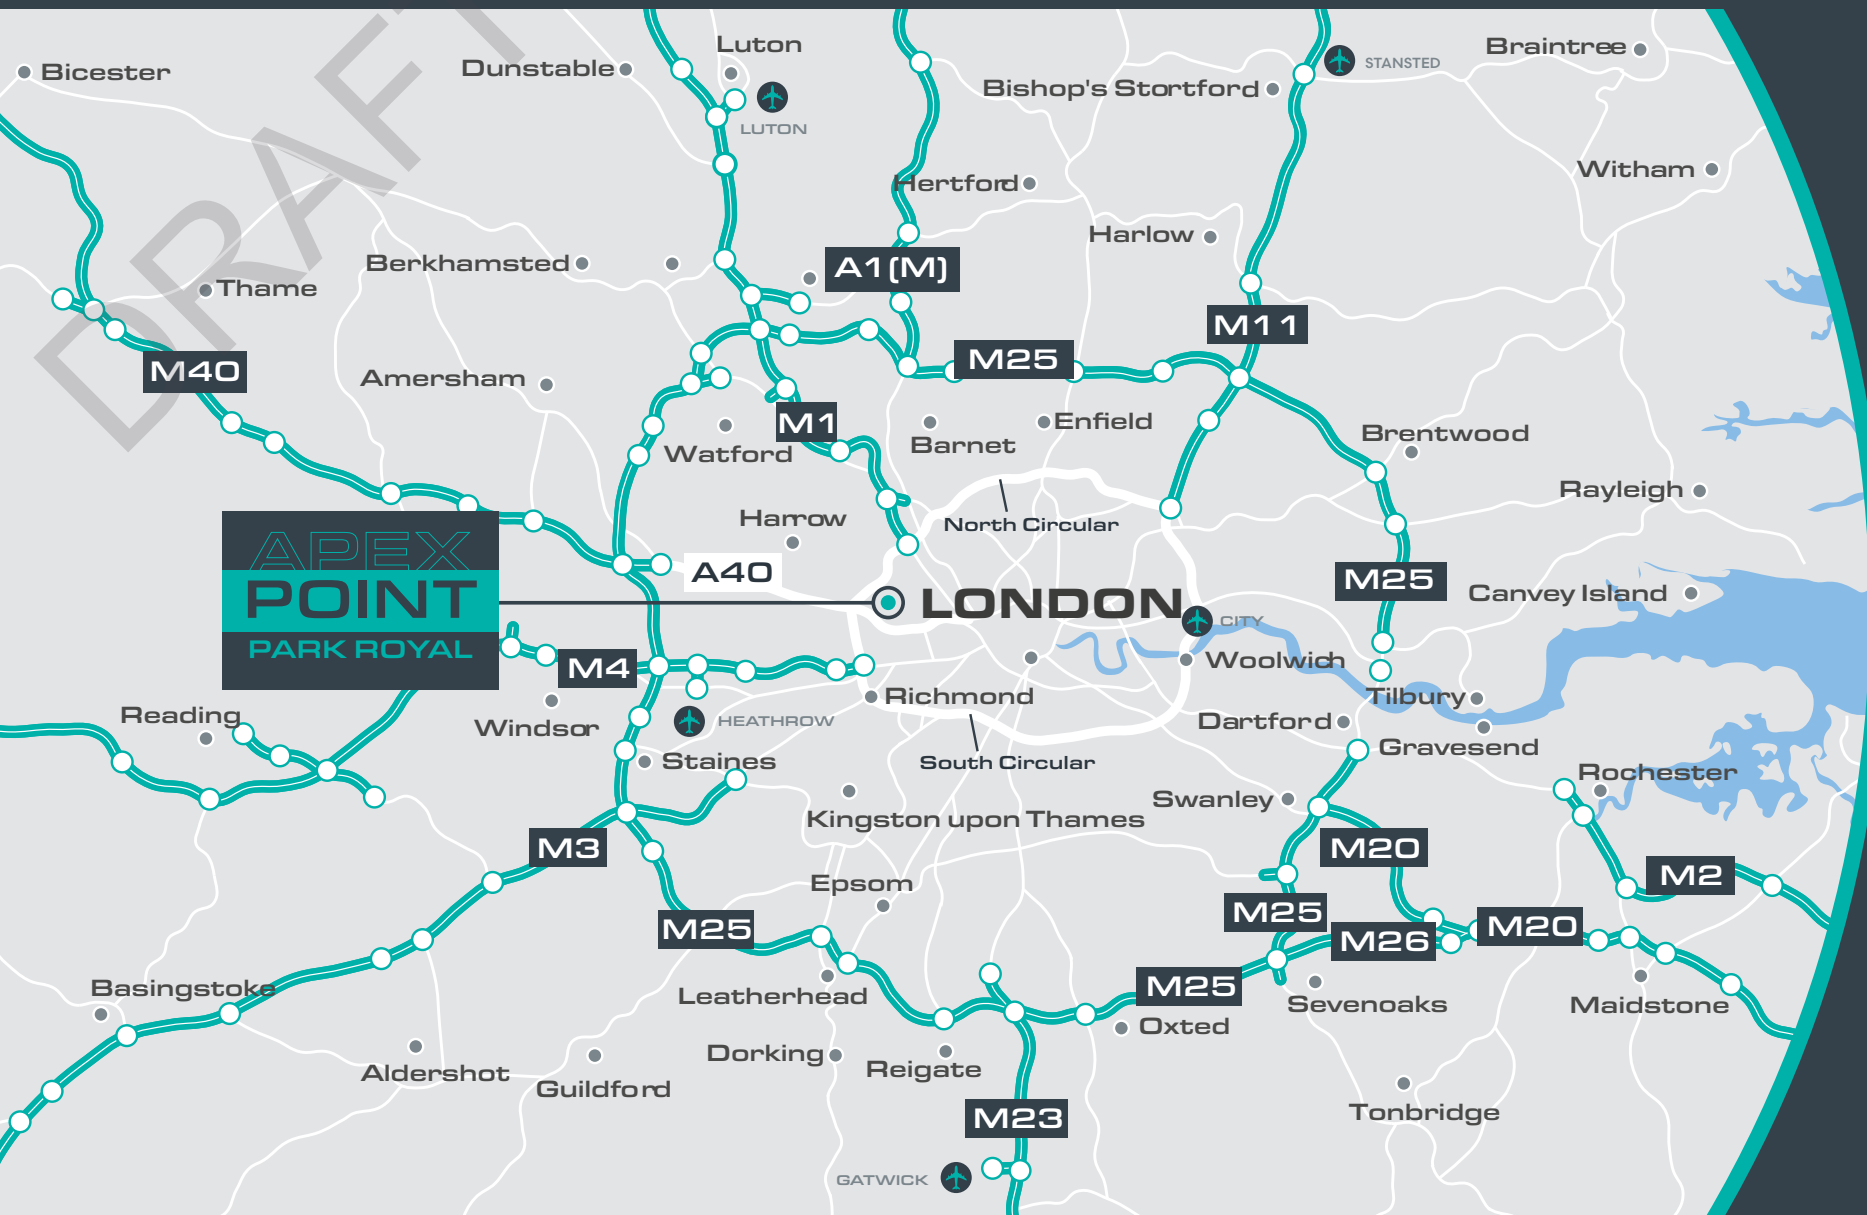 DRAFT
Bicester
Dunstable
Luton
LUTON
Bishop's Stortford
STANSTED
Braintree
Witham
Hertford
Harlow
Berkhamsted
Thame
A1(M)
M11
M25
M40
Amersham
M1
Watford
Barnet
Enfield
Brentwood
Rayleigh
Harrow
North Circular
A40
APEX
POINT
PARK ROYAL
LONDON
CITY
M25
Canvey Island
M4
Woolwich
Richmond
Tilbury
Windsor
HEATHROW
Reading
Dartford
Gravesend
Staines
South Circular
Rochester
Swanley
Kingston upon Thames
M3
M20
M2
Epsom
M25
M25
M26
M20
Basingstoke
Leatherhead
M25
Sevenoaks
Maidstone
Oxted
Dorking
Reigate
Aldershot
Guildford
M23
Tonbridge
GATWICK